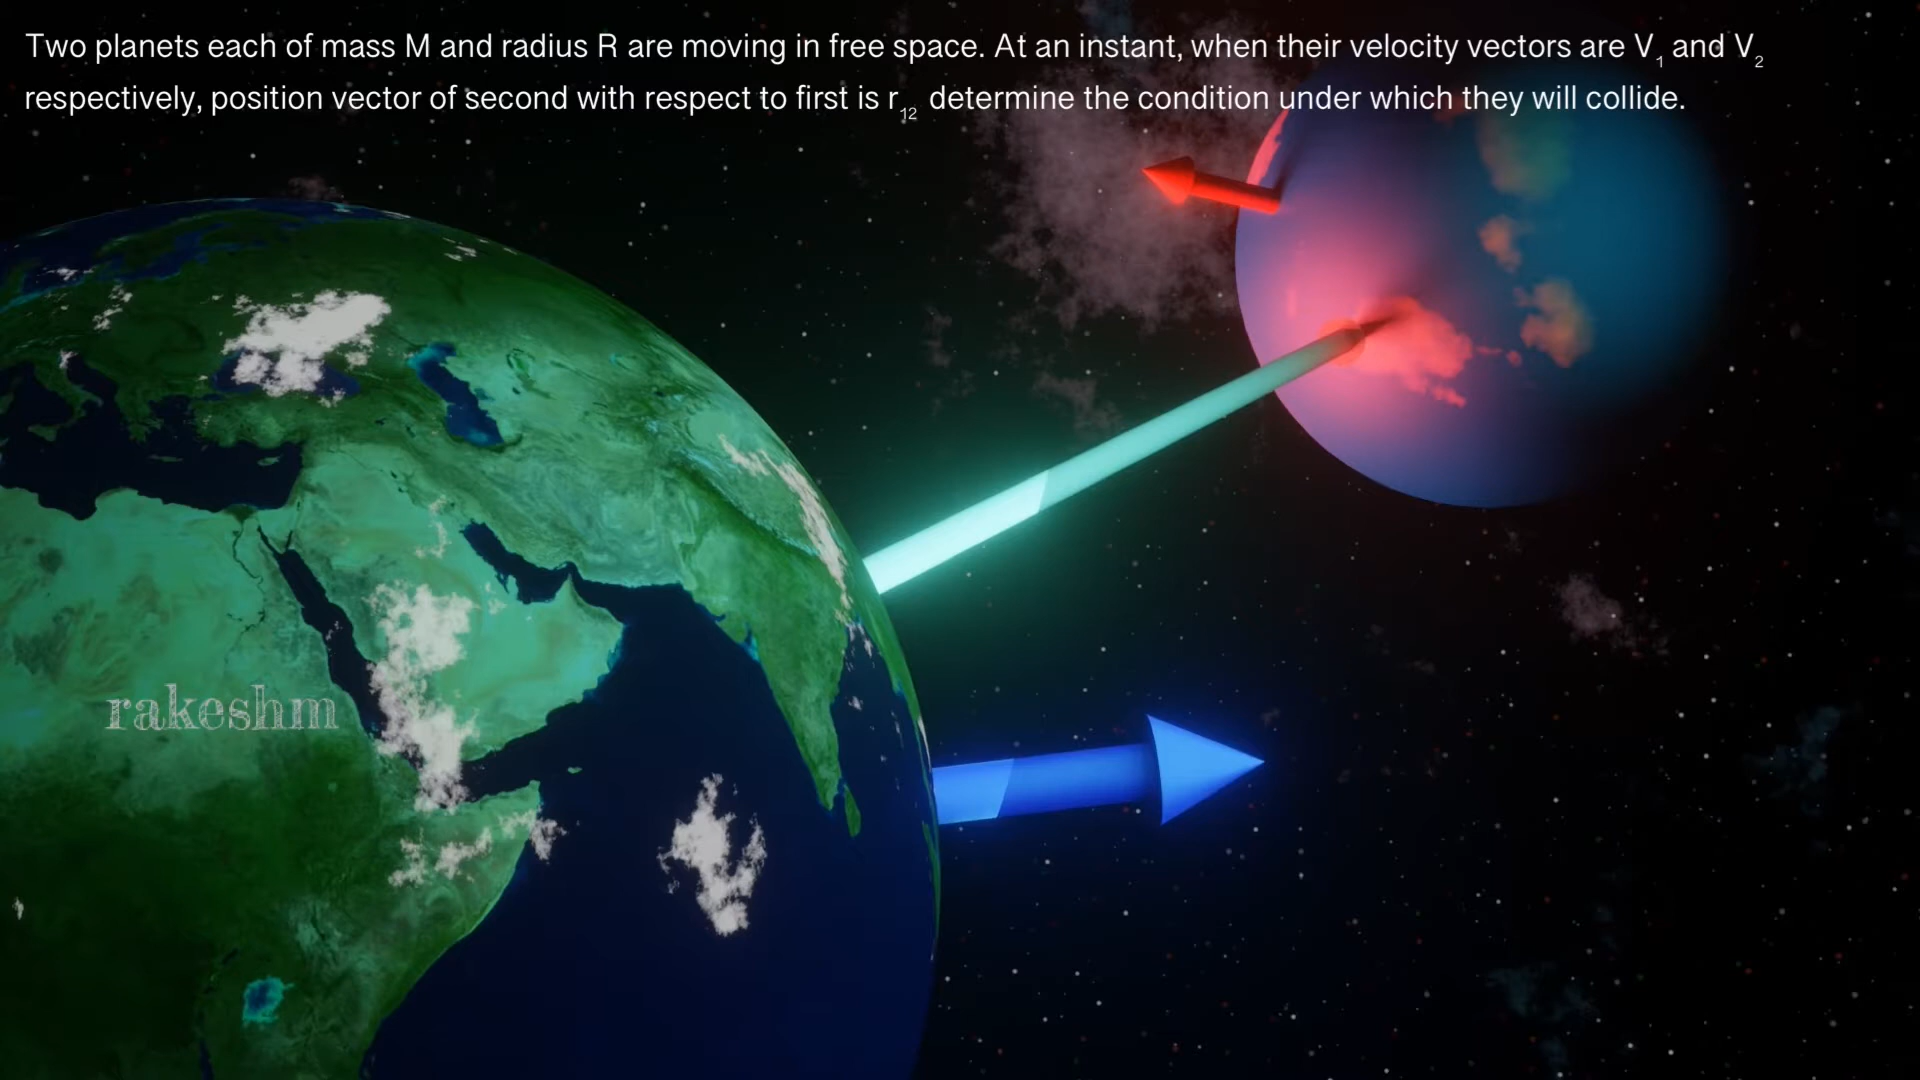 Two planets each of mass M and radius R are moving in free space. At an instant, when their velocity vectors are V₁ and V₂
respectively, position vector of second with respect to first is r₁₂ determine the condition under which they will collide.
rakeshm